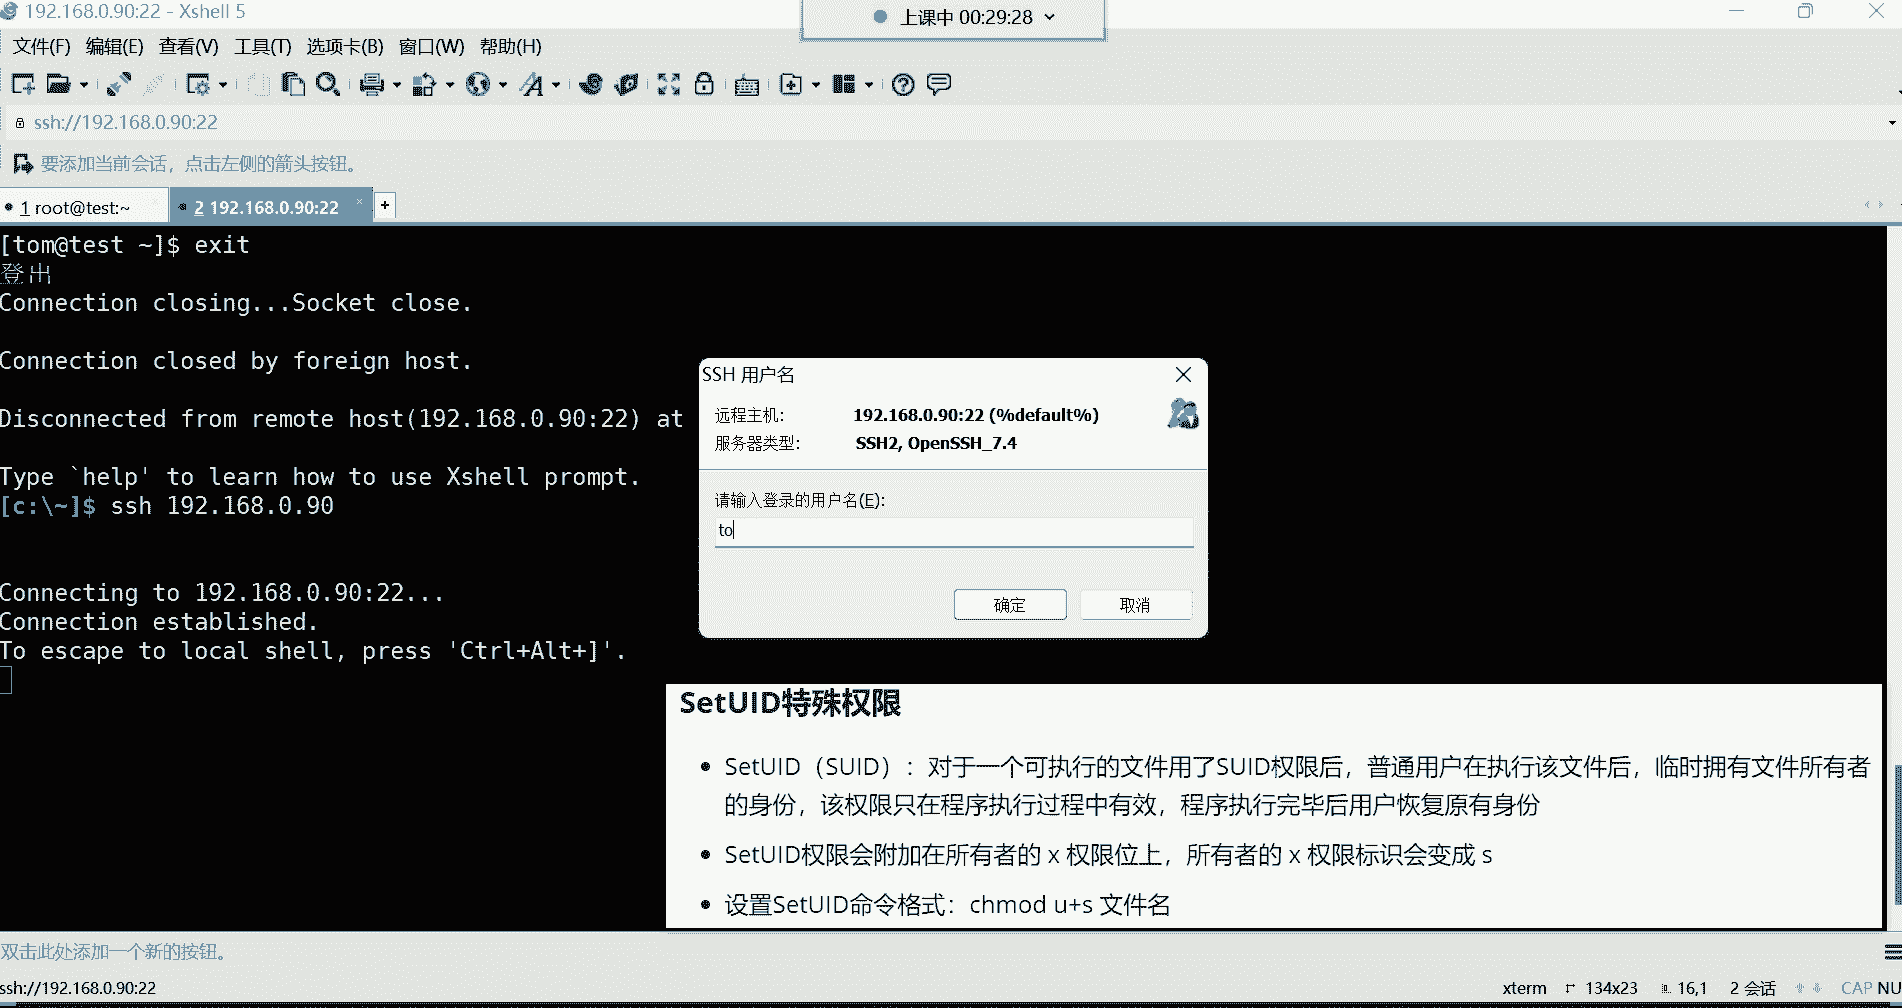 192.168.0.90:22 - Xshell 5
上课中 00:29:28
文件(F) 编辑(E) 查看(V) 工具(T) 选项卡(B) 窗口(W) 帮助(H)
ssh://192.168.0.90:22
要添加当前会话，点击左侧的箭头按钮。
1 root@test:~ × 2 192.168.0.90:22 × +
[tom@test ~]$ exit
登出
Connection closing...Socket close.
Connection closed by foreign host.
Disconnected from remote host(192.168.0.90:22) at
Type `help' to learn how to use Xshell prompt.
[c:\~]$ ssh 192.168.0.90
Connecting to 192.168.0.90:22...
Connection established.
To escape to local shell, press 'Ctrl+Alt+]'.
SSH 用户名
远程主机: 192.168.0.90:22 (%default%)
服务器类型: SSH2, OpenSSH_7.4
请输入登录的用户名(E):
to
确定 取消
SetUID特殊权限
• SetUID（SUID）：对于一个可执行的文件用了SUID权限后，普通用户在执行该文件后，临时拥有文件所有者
的身份，该权限只在程序执行过程中有效，程序执行完毕后用户恢复原有身份
• SetUID权限会附加在所有者的 x 权限位上，所有者的 x 权限标识会变成 s
• 设置SetUID命令格式：chmod u+s 文件名
双击此处添加一个新的按钮。
ssh://192.168.0.90:22 xterm 134x23 16,1 2 会话 CAP NU